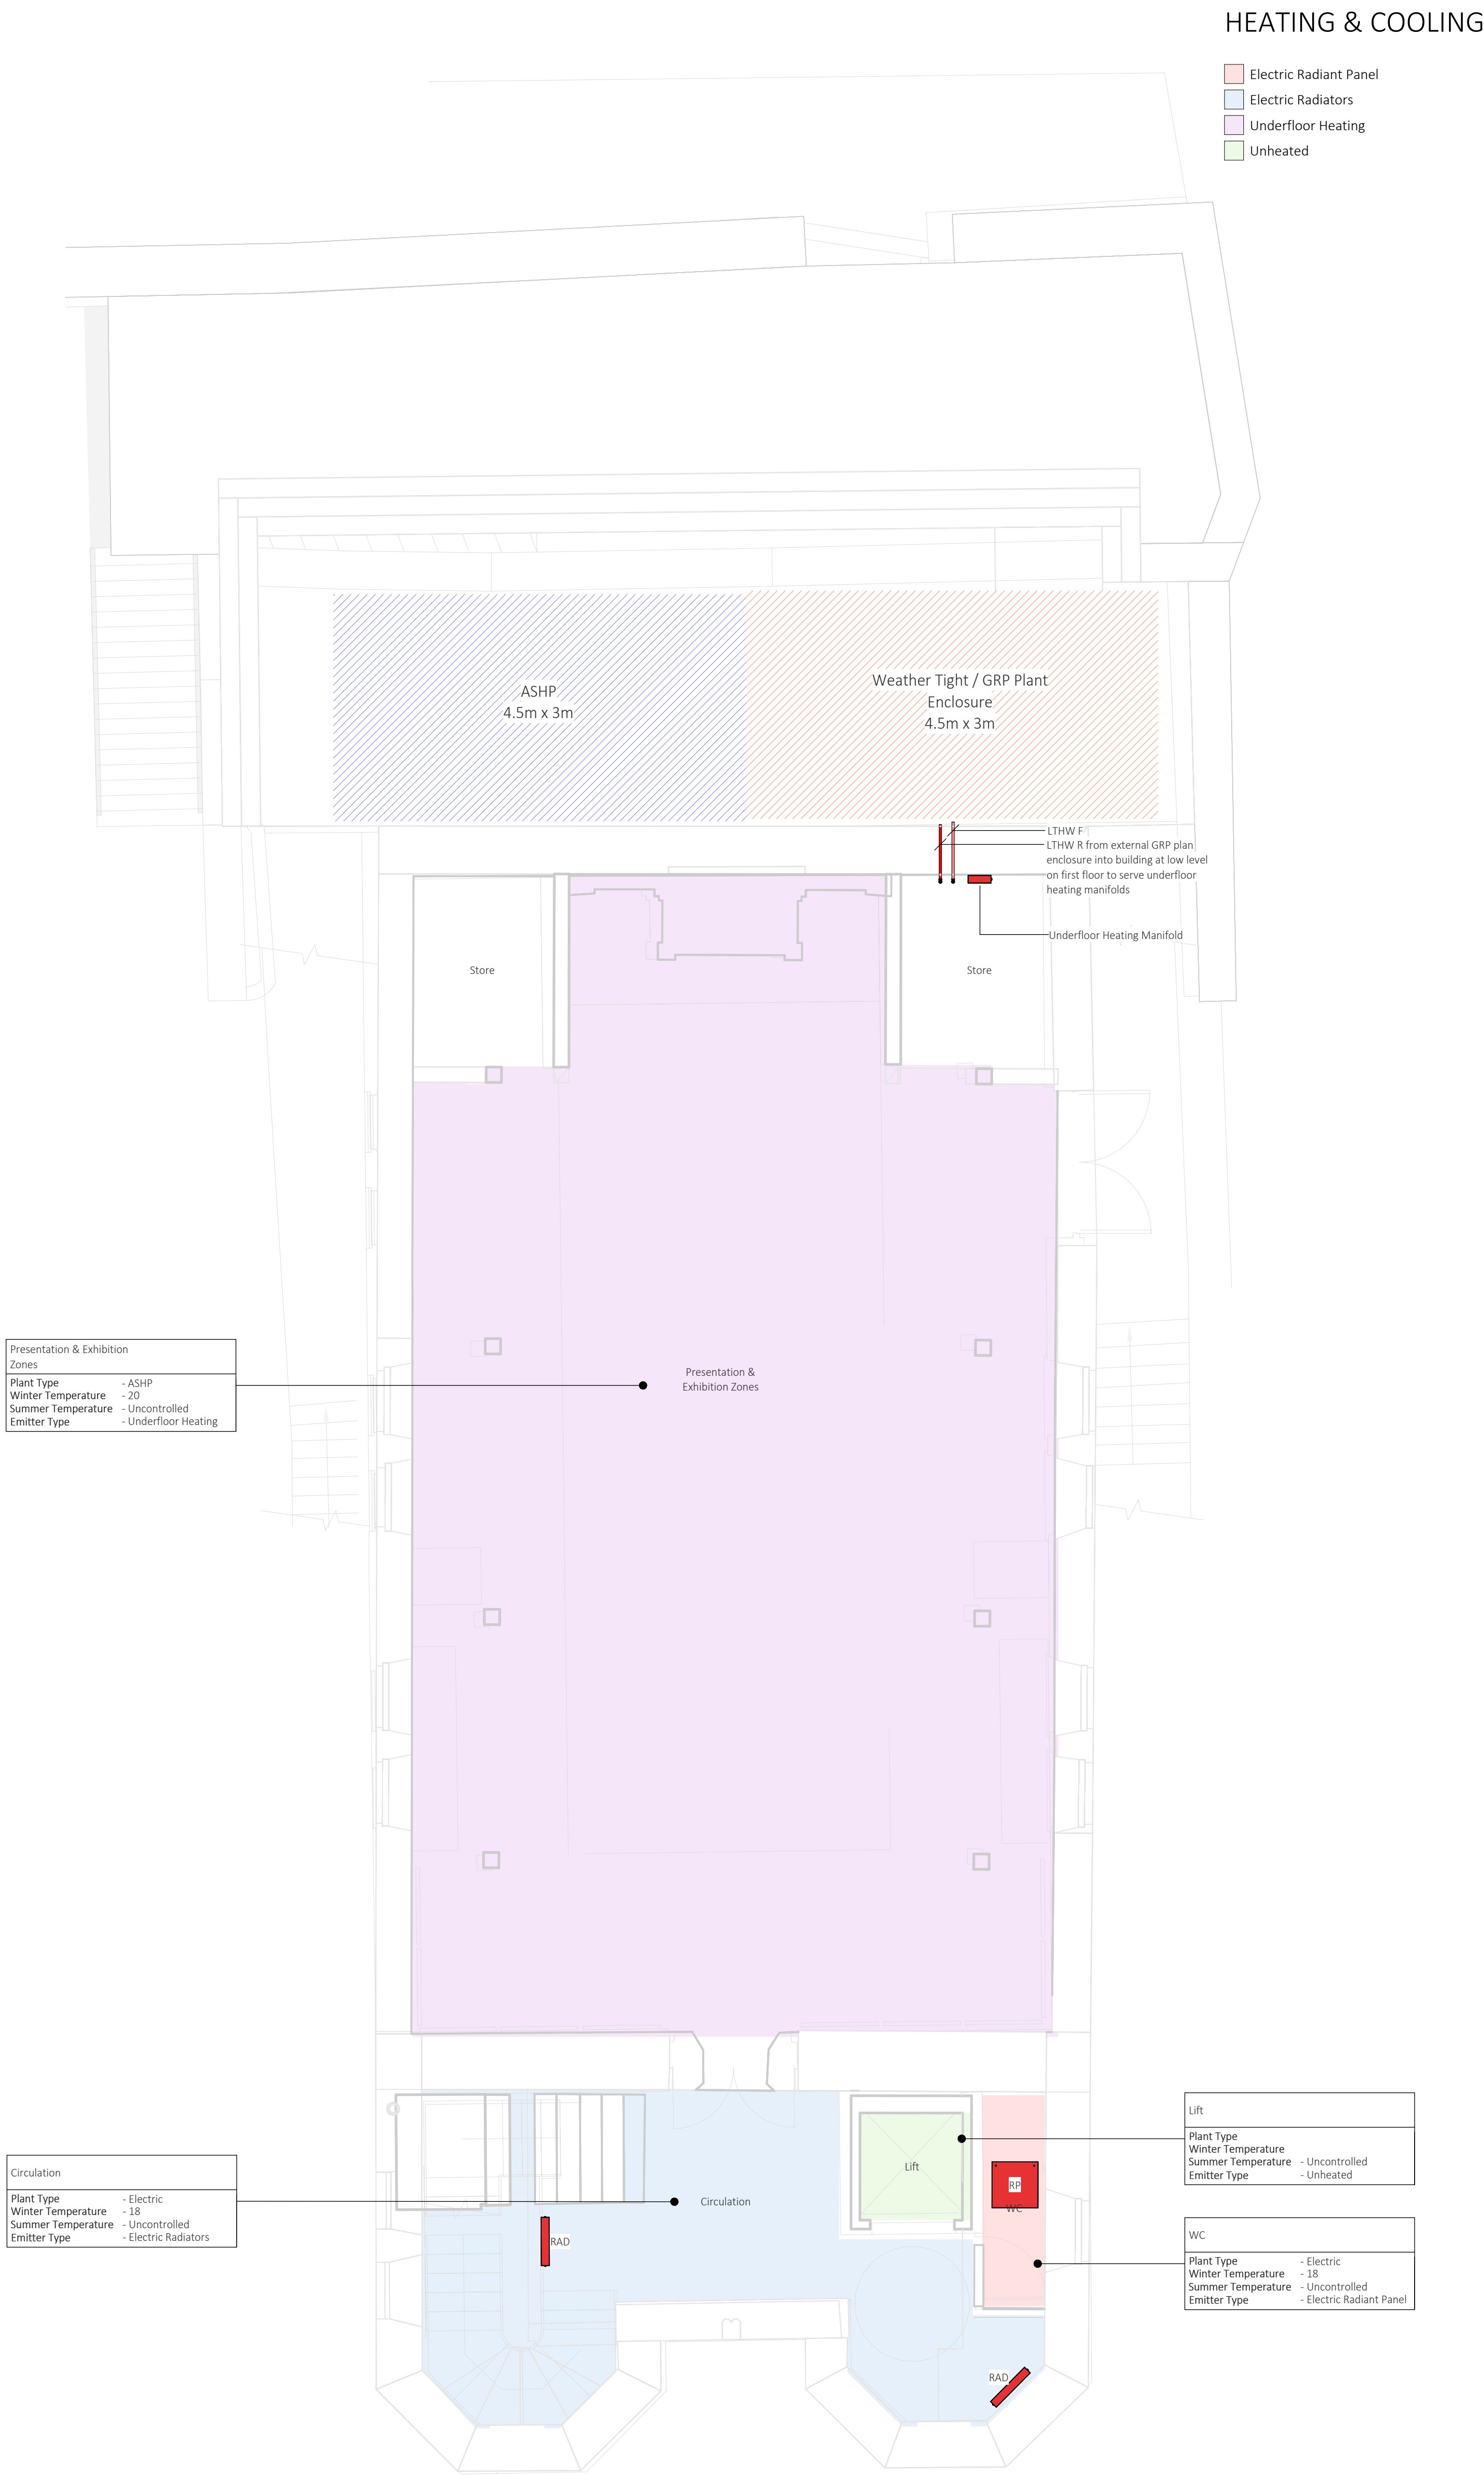 HEATING & COOLING
Electric Radiant Panel
Electric Radiators
Underfloor Heating
Unheated
ASHP
4.5m x 3m
Weather Tight / GRP Plant
Enclosure
4.5m x 3m
LTHW F
LTHW R from external GRP plan
enclosure into building at low level
on first floor to serve underfloor
heating manifolds
Underfloor Heating Manifold
Store
Store
Presentation & Exhibition
Zones
Plant Type - ASHP
Winter Temperature - 20
Summer Temperature - Uncontrolled
Emitter Type - Underfloor Heating
Presentation &
Exhibition Zones
Lift
Plant Type
Winter Temperature
Summer Temperature - Uncontrolled
Emitter Type - Unheated
Lift
RP
WC
Circulation
Plant Type - Electric
Winter Temperature - 18
Summer Temperature - Uncontrolled
Emitter Type - Electric Radiators
Circulation
RAD
WC
Plant Type - Electric
Winter Temperature - 18
Summer Temperature - Uncontrolled
Emitter Type - Electric Radiant Panel
RAD